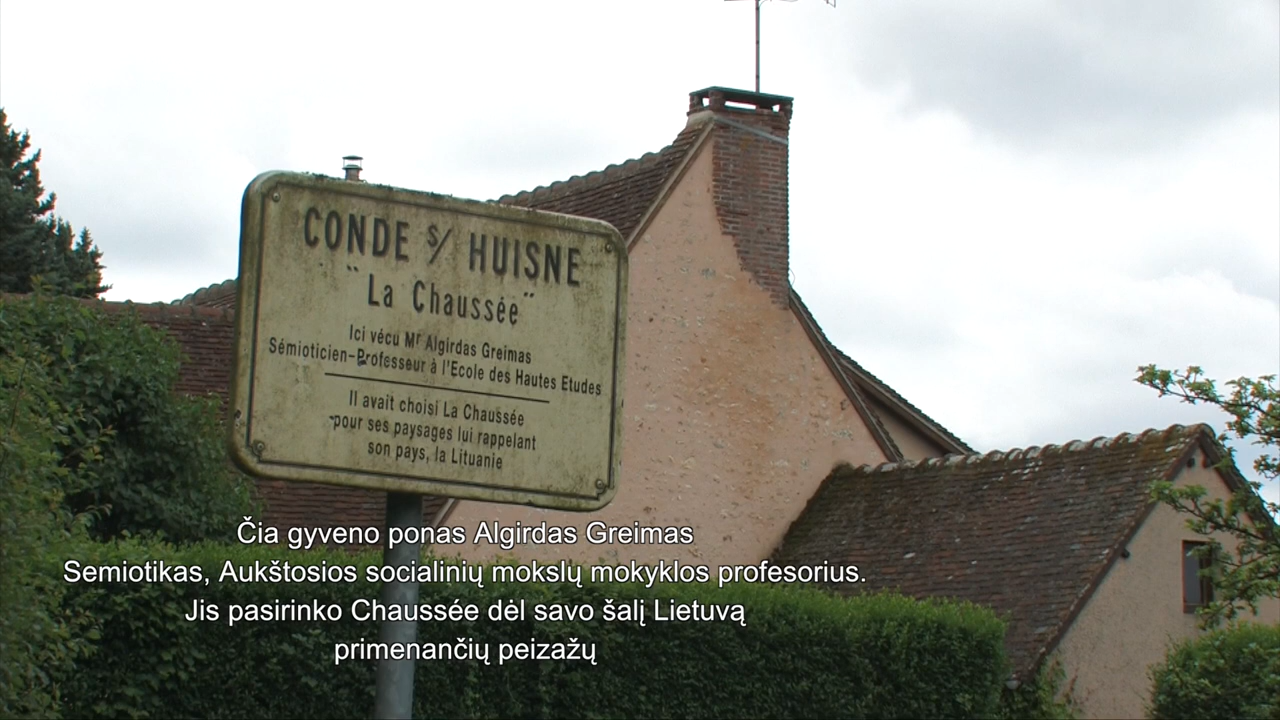 CONDE S/ HUISNE
"La Chaussée"
Ici vécu Mr Algirdas Greimas
Sémioticien-Professeur à l'Ecole des Hautes Etudes
Il avait choisi La Chaussée
pour ses paysages lui rappelant
son pays, la Lituanie
Čia gyveno ponas Algirdas Greimas
Semiotikas, Aukštosios socialinių mokslų mokyklos profesorius.
Jis pasirinko Chaussée dėl savo šalį Lietuvą
primenančių peizažų